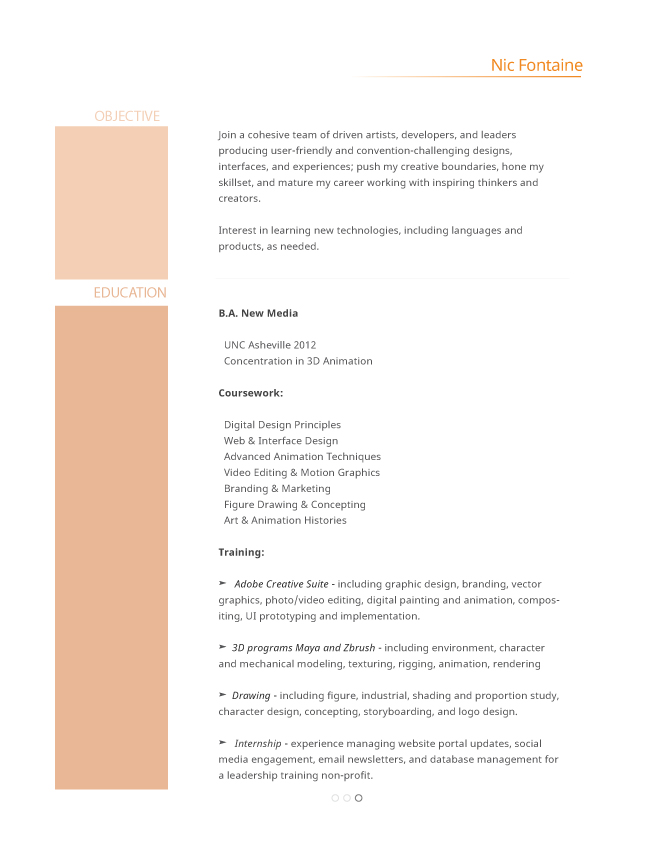 Nic Fontaine
OBJECTIVE
Join a cohesive team of driven artists, developers, and leaders
producing user-friendly and convention-challenging designs,
interfaces, and experiences; push my creative boundaries, hone my
skillset, and mature my career working with inspiring thinkers and
creators.
Interest in learning new technologies, including languages and
products, as needed.
EDUCATION
B.A. New Media
UNC Asheville 2012
Concentration in 3D Animation
Coursework:
Digital Design Principles
Web & Interface Design
Advanced Animation Techniques
Video Editing & Motion Graphics
Branding & Marketing
Figure Drawing & Concepting
Art & Animation Histories
Training:
➢ Adobe Creative Suite - including graphic design, branding, vector
graphics, photo/video editing, digital painting and animation, compos-
iting, UI prototyping and implementation.
➢ 3D programs Maya and Zbrush - including environment, character
and mechanical modeling, texturing, rigging, animation, rendering
➢ Drawing - including figure, industrial, shading and proportion study,
character design, concepting, storyboarding, and logo design.
➢ Internship - experience managing website portal updates, social
media engagement, email newsletters, and database management for
a leadership training non-profit.